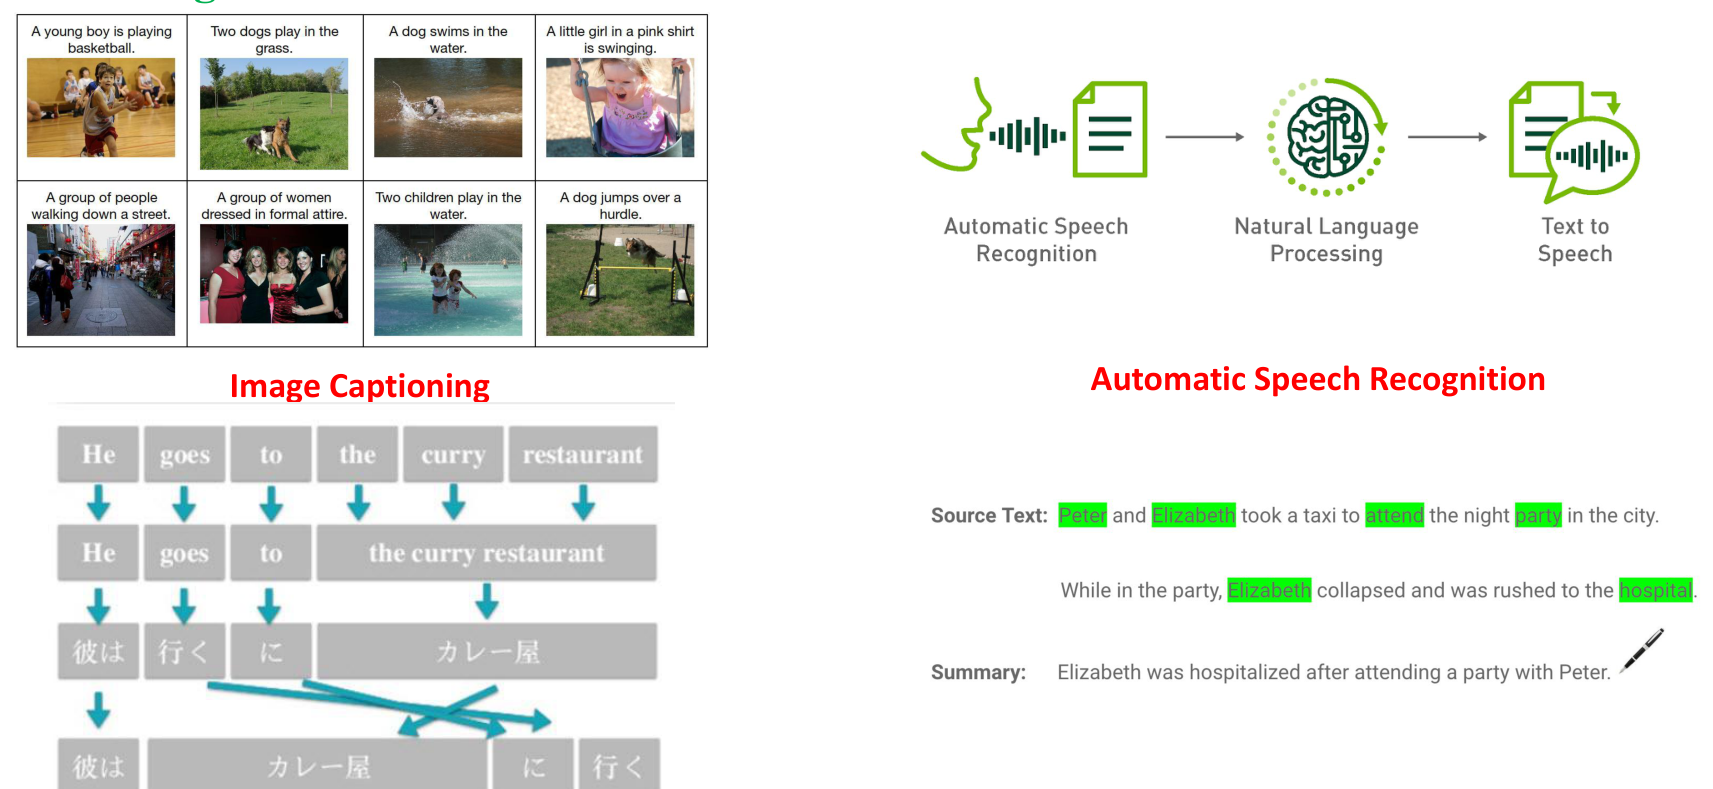 A young boy is playing
basketball.
Two dogs play in the
grass.
A dog swims in the
water.
A little girl in a pink shirt
is swinging.
A group of people
walking down a street.
A group of women
dressed in formal attire.
Two children play in the
water.
A dog jumps over a
hurdle.
Image Captioning
Automatic Speech
Recognition
Natural Language
Processing
Text to
Speech
Automatic Speech Recognition
He goes to the curry restaurant
He goes to the curry restaurant
彼は 行く に カレー屋
彼は カレー屋 に 行く
Source Text: Peter and Elizabeth took a taxi to attend the night party in the city.
While in the party, Elizabeth collapsed and was rushed to the hospital.
Summary: Elizabeth was hospitalized after attending a party with Peter.